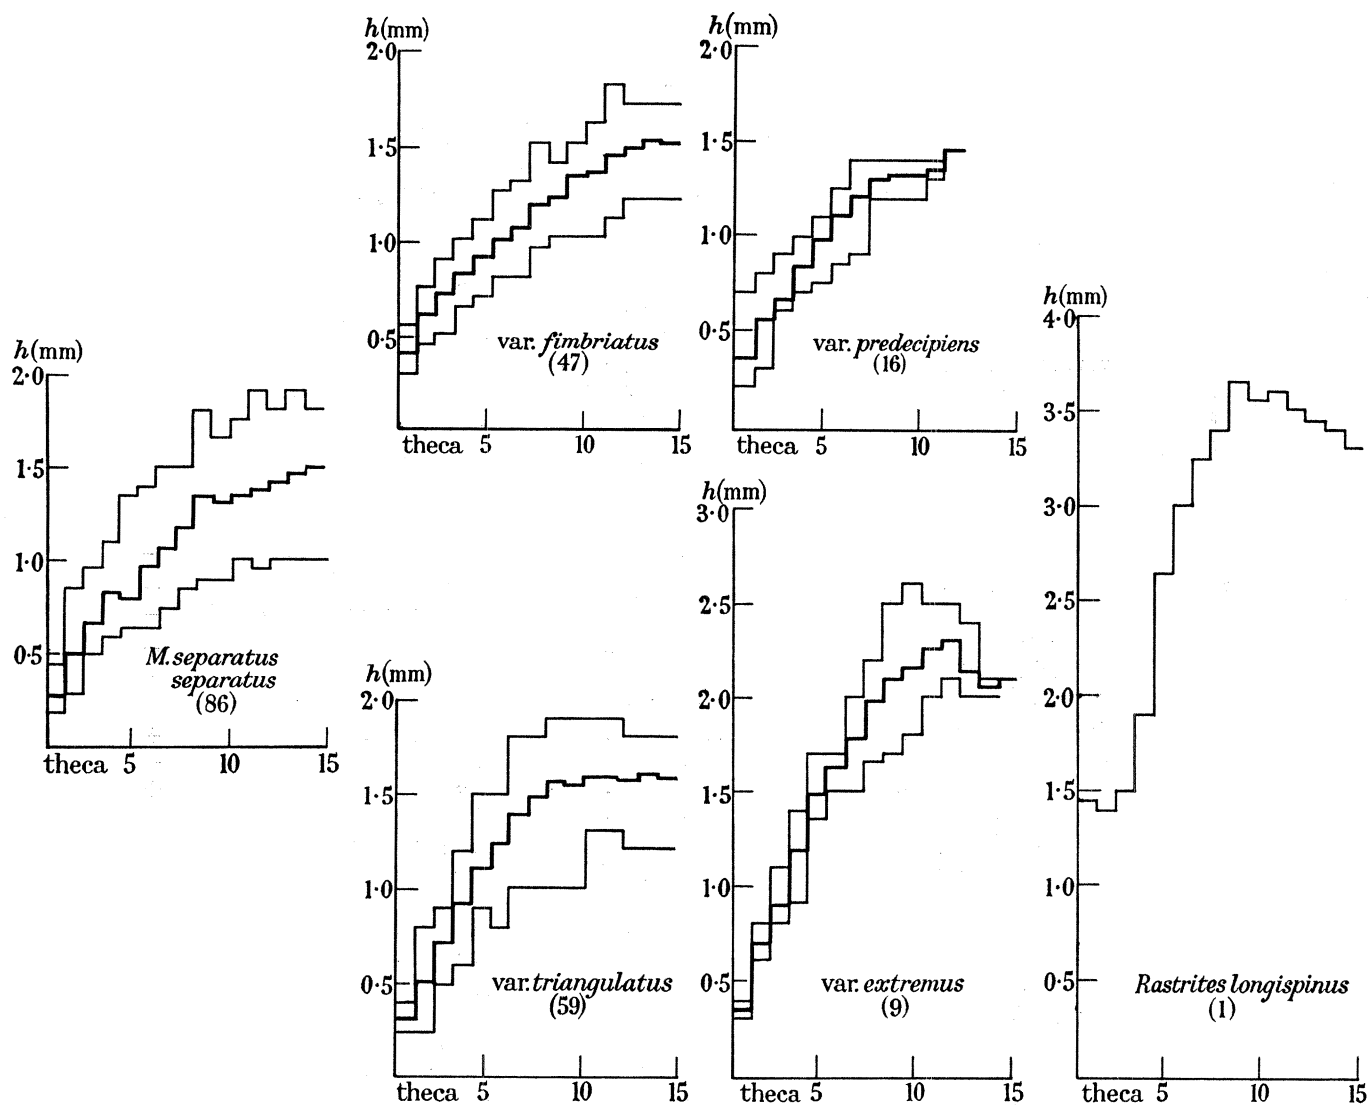 h(mm)
2·0
1·5
1·0
0·5
var. fimbriatus
(47)
theca 5 10 15
h(mm)
2·0
1·5
1·0
0·5
var. predecipiens
(16)
theca 5 10 15
h(mm)
2·0
1·5
1·0
0·5
M. separatus
separatus
(86)
theca 5 10 15
h(mm)
2·0
1·5
1·0
0·5
var. triangulatus
(59)
theca 5 10 15
h(mm)
3·0
2·5
2·0
1·5
1·0
0·5
var. extremus
(9)
theca 5 10 15
h(mm)
4·0
3·5
3·0
2·5
2·0
1·5
1·0
0·5
Rastrites longispinus
(1)
theca 5 10 15